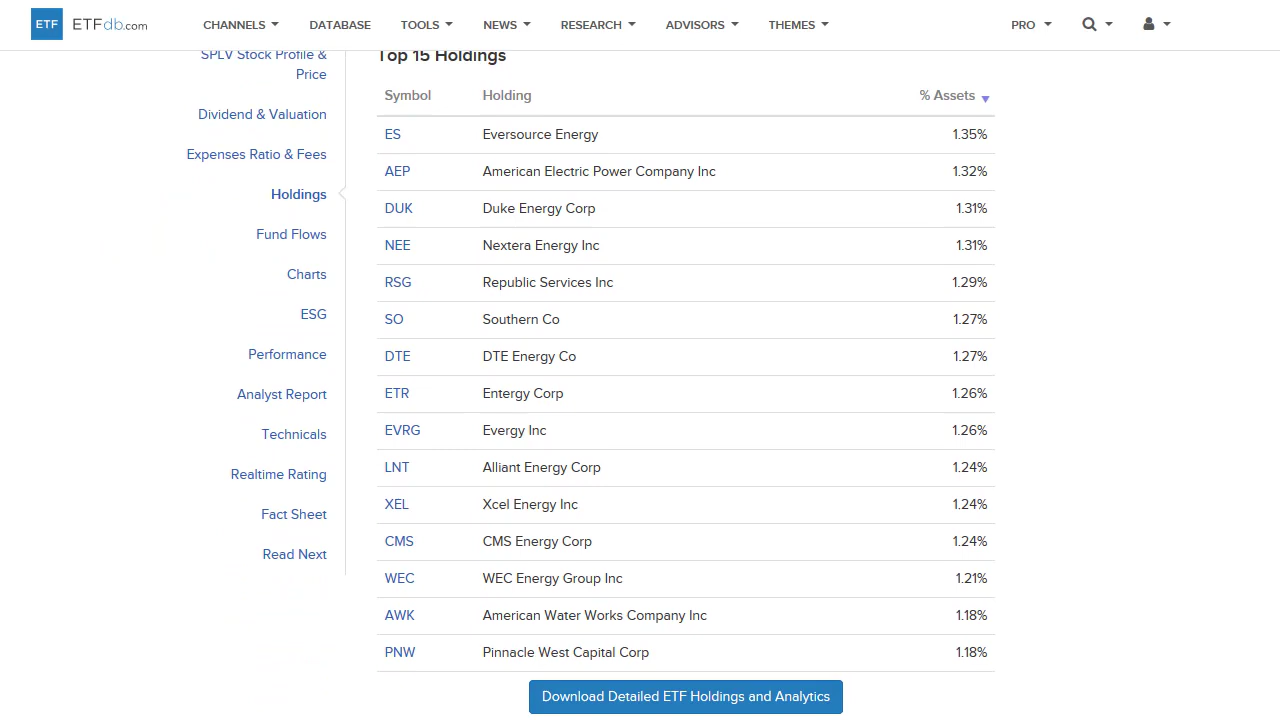 ETF ETFdb.com CHANNELS DATABASE TOOLS NEWS RESEARCH ADVISORS THEMES PRO
SPLV Stock Profile & Price
Dividend & Valuation
Expenses Ratio & Fees
Holdings
Fund Flows
Charts
ESG
Performance
Analyst Report
Technicals
Realtime Rating
Fact Sheet
Read Next
Top 15 Holdings
Symbol Holding % Assets
ES Eversource Energy 1.35%
AEP American Electric Power Company Inc 1.32%
DUK Duke Energy Corp 1.31%
NEE Nextera Energy Inc 1.31%
RSG Republic Services Inc 1.29%
SO Southern Co 1.27%
DTE DTE Energy Co 1.27%
ETR Entergy Corp 1.26%
EVRG Evergy Inc 1.26%
LNT Alliant Energy Corp 1.24%
XEL Xcel Energy Inc 1.24%
CMS CMS Energy Corp 1.24%
WEC WEC Energy Group Inc 1.21%
AWK American Water Works Company Inc 1.18%
PNW Pinnacle West Capital Corp 1.18%
Download Detailed ETF Holdings and Analytics